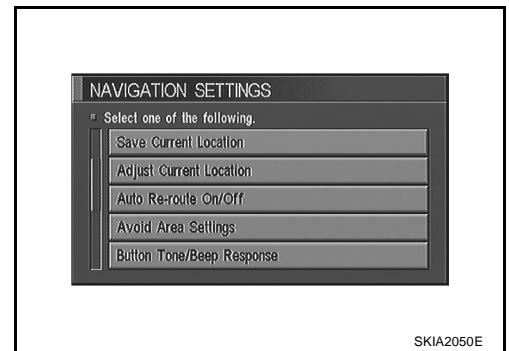 NAVIGATION SETTINGS
Select one of the following.
Save Current Location
Adjust Current Location
Auto Re-route On/Off
Avoid Area Settings
Button Tone/Beep Response
SKIA2050E